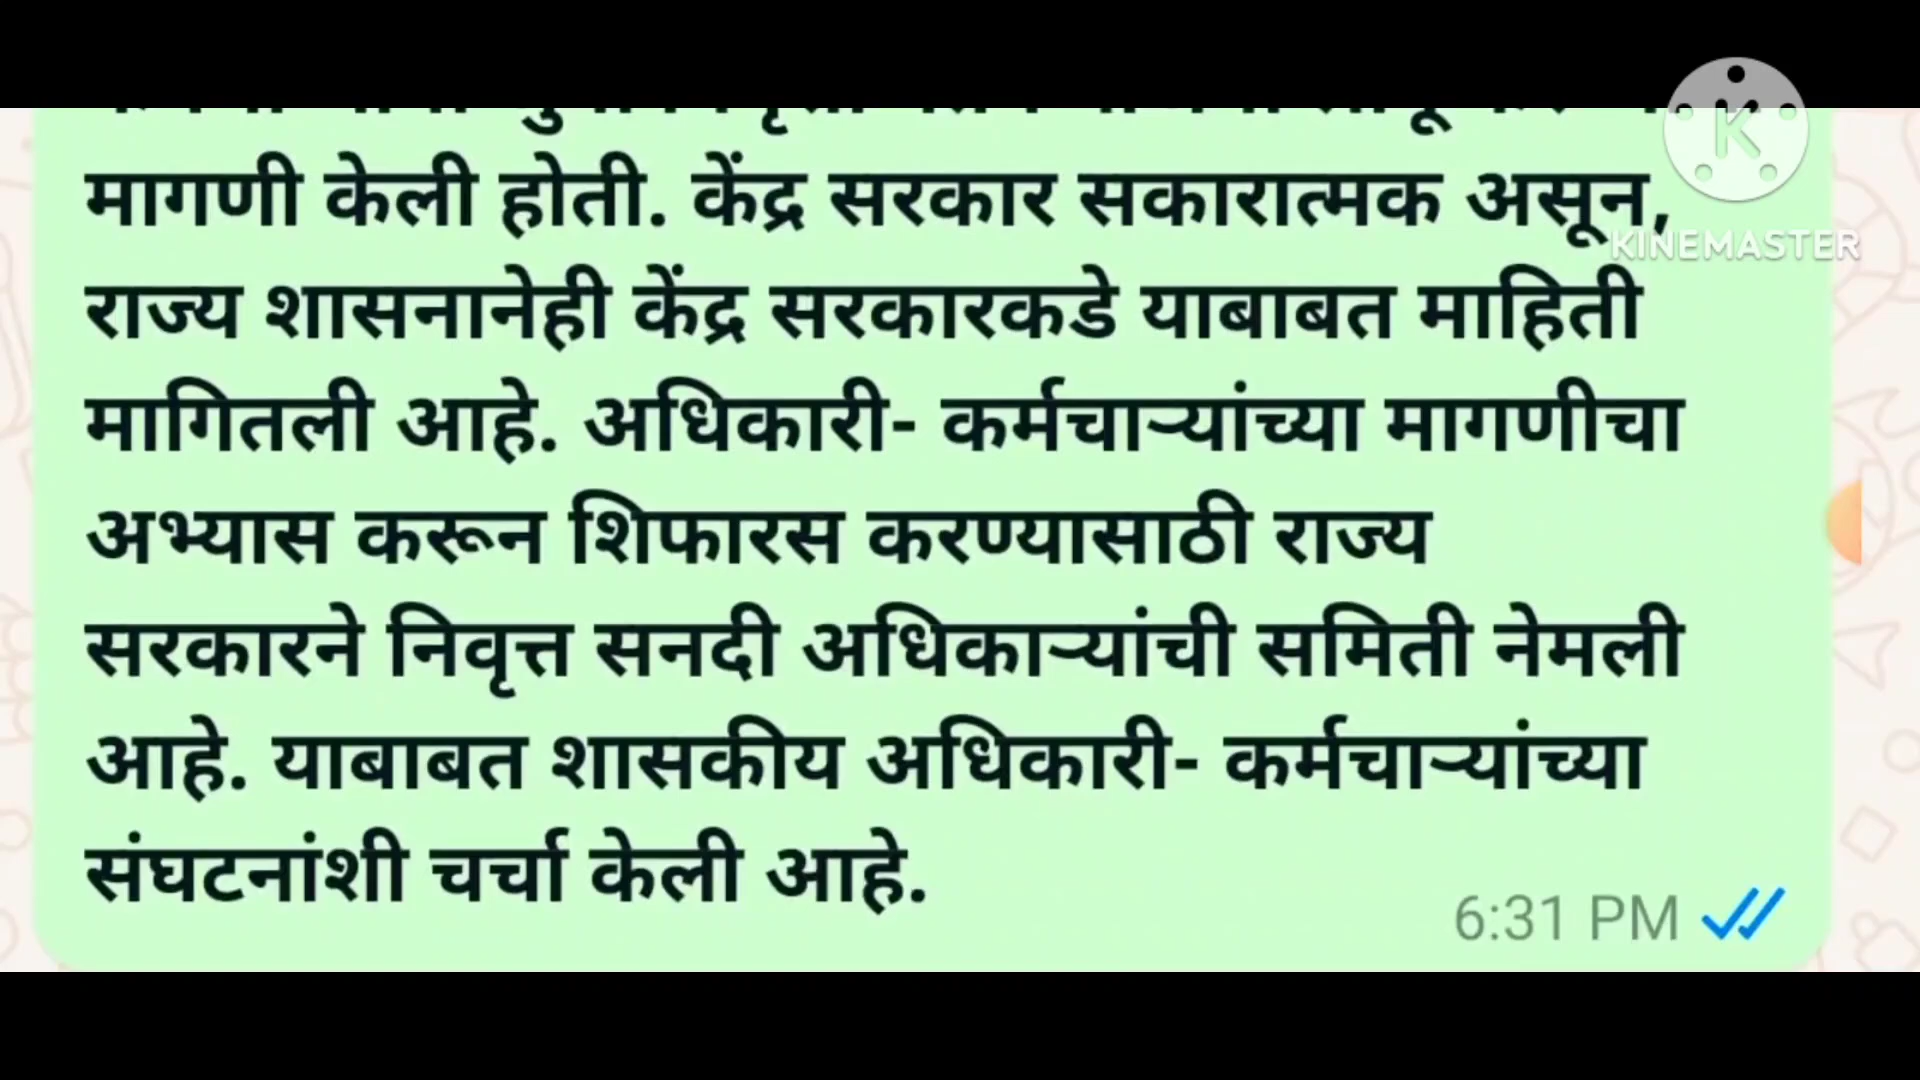 मागणी केली होती. केंद्र सरकार सकारात्मक असून,
राज्य शासनानेही केंद्र सरकारकडे याबाबत माहिती
मागितली आहे. अधिकारी- कर्मचाऱ्यांच्या मागणीचा
अभ्यास करून शिफारस करण्यासाठी राज्य
सरकारने निवृत्त सनदी अधिकाऱ्यांची समिती नेमली
आहे. याबाबत शासकीय अधिकारी- कर्मचाऱ्यांच्या
संघटनांशी चर्चा केली आहे.
6:31 PM
K
KINEMASTER